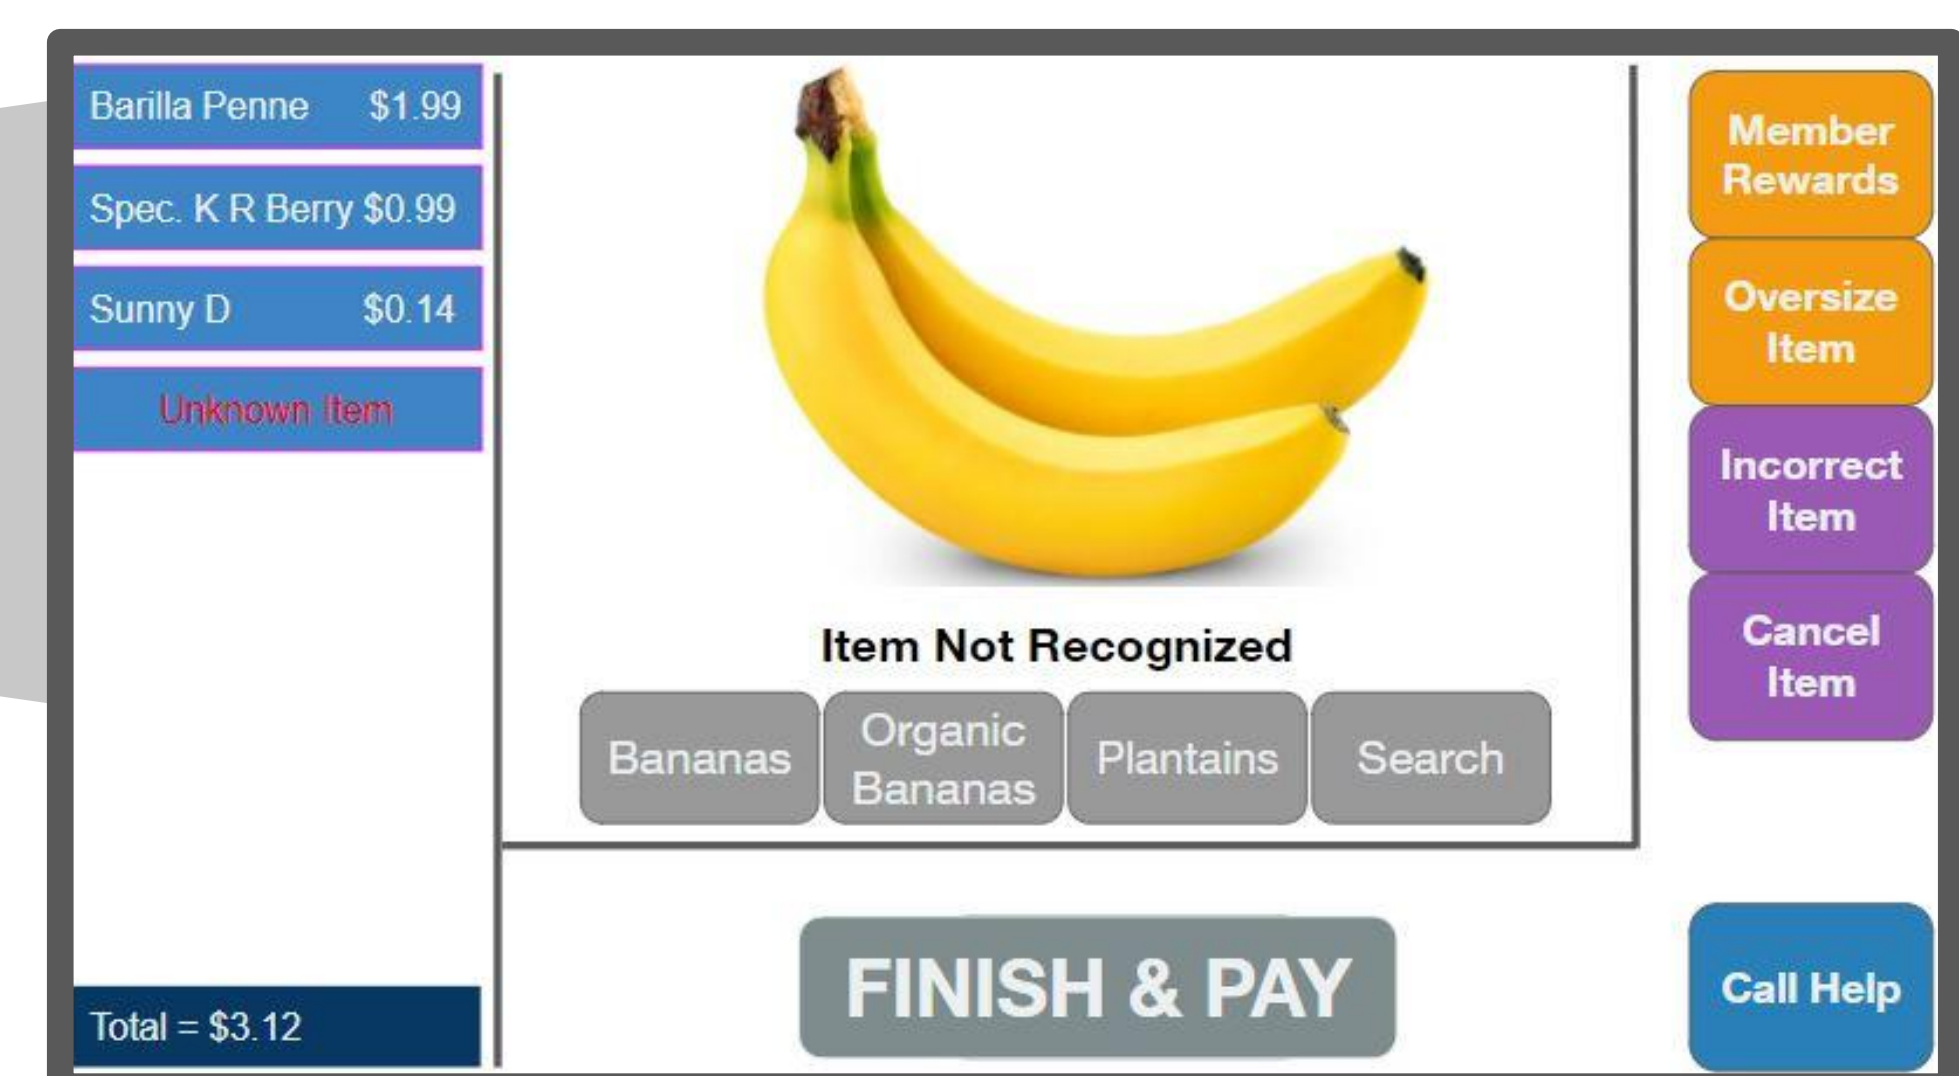 Barilla Penne $1.99
Spec. K R Berry $0.99
Sunny D $0.14
Unknown Item
Total = $3.12
Item Not Recognized
Bananas
Organic
Bananas
Plantains
Search
FINISH & PAY
Member
Rewards
Oversize
Item
Incorrect
Item
Cancel
Item
Call Help